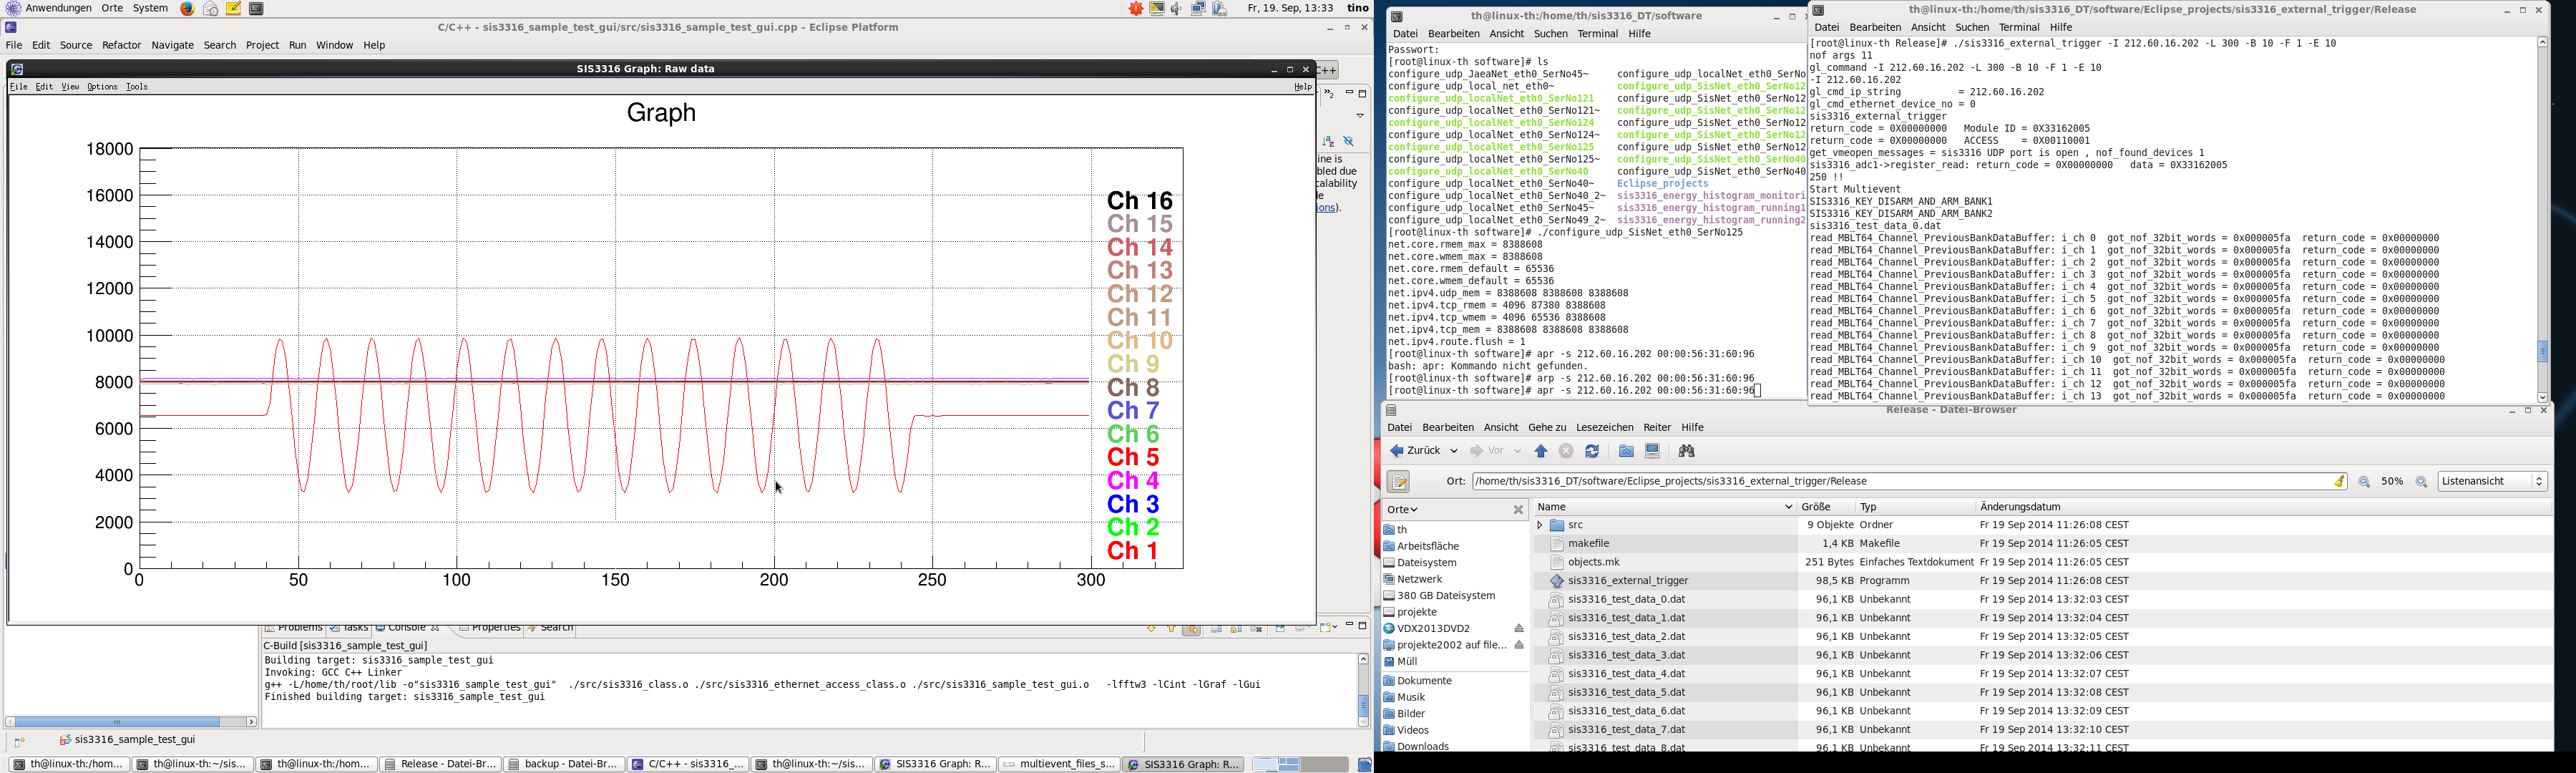 Anwendungen Orte System
Fr, 19. Sep, 13:33 tino
C/C++ - sis3316_sample_test_gui/src/sis3316_sample_test_gui.cpp - Eclipse Platform
File Edit Source Refactor Navigate Search Project Run Window Help
SIS3316 Graph: Raw data
File Edit View Options Tools Help
Graph
18000
16000
14000
12000
10000
8000
6000
4000
2000
0
0 50 100 150 200 250 300
Ch 16
Ch 15
Ch 14
Ch 13
Ch 12
Ch 11
Ch 10
Ch 9
Ch 8
Ch 7
Ch 6
Ch 5
Ch 4
Ch 3
Ch 2
Ch 1
C++
ine is
bled due
calability
e
ions).
Problems Tasks Console Properties Search
C-Build [sis3316_sample_test_gui]
Building target: sis3316_sample_test_gui
Invoking: GCC C++ Linker
g++ -L/home/th/root/lib -o"sis3316_sample_test_gui" ./src/sis3316_class.o ./src/sis3316_ethernet_access_class.o ./src/sis3316_sample_test_gui.o -lfftw3 -lCint -lGraf -lGui
Finished building target: sis3316_sample_test_gui
sis3316_sample_test_gui
th@linux-th:/hom... th@linux-th:~/sis... th@linux-th:/hom... Release - Datei-Br... backup - Datei-Br... C/C++ - sis3316_... th@linux-th:~/sis... SIS3316 Graph: R... multievent_files_s... SIS3316 Graph: R...
th@linux-th:/home/th/sis3316_DT/software
Datei Bearbeiten Ansicht Suchen Terminal Hilfe
Passwort:
[root@linux-th software]# ls
configure_udp_JaeaNet_eth0_SerNo45~ configure_udp_localNet_eth0_SerNo
configure_udp_local_net_eth0~ configure_udp_SisNet_eth0_SerNo12
configure_udp_localNet_eth0_SerNo121 configure_udp_SisNet_eth0_SerNo12
configure_udp_localNet_eth0_SerNo121~ configure_udp_SisNet_eth0_SerNo12
configure_udp_localNet_eth0_SerNo124 configure_udp_SisNet_eth0_SerNo12
configure_udp_localNet_eth0_SerNo124~ configure_udp_SisNet_eth0_SerNo12
configure_udp_localNet_eth0_SerNo125 configure_udp_SisNet_eth0_SerNo12
configure_udp_localNet_eth0_SerNo125~ configure_udp_SisNet_eth0_SerNo40
configure_udp_localNet_eth0_SerNo40 configure_udp_SisNet_eth0_SerNo40
configure_udp_localNet_eth0_SerNo40~ Eclipse_projects
configure_udp_localNet_eth0_SerNo40_2~ sis3316_energy_histogram_monitori
configure_udp_localNet_eth0_SerNo45~ sis3316_energy_histogram_running1
configure_udp_localNet_eth0_SerNo49_2~ sis3316_energy_histogram_running2
[root@linux-th software]# ./configure_udp_SisNet_eth0_SerNo125
net.core.rmem_max = 8388608
net.core.wmem_max = 8388608
net.core.rmem_default = 65536
net.core.wmem_default = 65536
net.ipv4.udp_mem = 8388608 8388608 8388608
net.ipv4.tcp_rmem = 4096 87380 8388608
net.ipv4.tcp_wmem = 4096 65536 8388608
net.ipv4.tcp_mem = 8388608 8388608 8388608
net.ipv4.route.flush = 1
[root@linux-th software]# apr -s 212.60.16.202 00:00:56:31:60:96
bash: apr: Kommando nicht gefunden.
[root@linux-th software]# arp -s 212.60.16.202 00:00:56:31:60:96
[root@linux-th software]# apr -s 212.60.16.202 00:00:56:31:60:96
th@linux-th:/home/th/sis3316_DT/software/Eclipse_projects/sis3316_external_trigger/Release
Datei Bearbeiten Ansicht Suchen Terminal Hilfe
[root@linux-th Release]# ./sis3316_external_trigger -I 212.60.16.202 -L 300 -B 10 -F 1 -E 10
nof args 11
gl_command -I 212.60.16.202 -L 300 -B 10 -F 1 -E 10
-I 212.60.16.202
gl_cmd_ip_string = 212.60.16.202
gl_cmd_ethernet_device_no = 0
sis3316_external_trigger
return_code = 0X00000000 Module ID = 0X33162005
return_code = 0X00000000 ACCESS = 0X00110001
get_vmeopen_messages = sis3316 UDP port is open , nof_found_devices 1
sis3316_adc1->register_read: return_code = 0X00000000 data = 0X33162005
250 !!
Start Multievent
SIS3316_KEY_DISARM_AND_ARM_BANK1
SIS3316_KEY_DISARM_AND_ARM_BANK2
sis3316_test_data_0.dat
read_MBLT64_Channel_PreviousBankDataBuffer: i_ch 0 got_nof_32bit_words = 0x000005fa return_code = 0x00000000
read_MBLT64_Channel_PreviousBankDataBuffer: i_ch 1 got_nof_32bit_words = 0x000005fa return_code = 0x00000000
read_MBLT64_Channel_PreviousBankDataBuffer: i_ch 2 got_nof_32bit_words = 0x000005fa return_code = 0x00000000
read_MBLT64_Channel_PreviousBankDataBuffer: i_ch 3 got_nof_32bit_words = 0x000005fa return_code = 0x00000000
read_MBLT64_Channel_PreviousBankDataBuffer: i_ch 4 got_nof_32bit_words = 0x000005fa return_code = 0x00000000
read_MBLT64_Channel_PreviousBankDataBuffer: i_ch 5 got_nof_32bit_words = 0x000005fa return_code = 0x00000000
read_MBLT64_Channel_PreviousBankDataBuffer: i_ch 6 got_nof_32bit_words = 0x000005fa return_code = 0x00000000
read_MBLT64_Channel_PreviousBankDataBuffer: i_ch 7 got_nof_32bit_words = 0x000005fa return_code = 0x00000000
read_MBLT64_Channel_PreviousBankDataBuffer: i_ch 8 got_nof_32bit_words = 0x000005fa return_code = 0x00000000
read_MBLT64_Channel_PreviousBankDataBuffer: i_ch 9 got_nof_32bit_words = 0x000005fa return_code = 0x00000000
read_MBLT64_Channel_PreviousBankDataBuffer: i_ch 10 got_nof_32bit_words = 0x000005fa return_code = 0x00000000
read_MBLT64_Channel_PreviousBankDataBuffer: i_ch 11 got_nof_32bit_words = 0x000005fa return_code = 0x00000000
read_MBLT64_Channel_PreviousBankDataBuffer: i_ch 12 got_nof_32bit_words = 0x000005fa return_code = 0x00000000
read_MBLT64_Channel_PreviousBankDataBuffer: i_ch 13 got_nof_32bit_words = 0x000005fa return_code = 0x00000000
Release - Datei-Browser
Datei Bearbeiten Ansicht Gehe zu Lesezeichen Reiter Hilfe
Zurück Vor
Ort: /home/th/sis3316_DT/software/Eclipse_projects/sis3316_external_trigger/Release 50% Listenansicht
Orte
th
Arbeitsfläche
Dateisystem
Netzwerk
380 GB Dateisystem
projekte
VDX2013DVD2
projekte2002 auf file...
Müll
Dokumente
Musik
Bilder
Videos
Downloads
Name Größe Typ Änderungsdatum
src 9 Objekte Ordner Fr 19 Sep 2014 11:26:08 CEST
makefile 1,4 KB Makefile Fr 19 Sep 2014 11:26:05 CEST
objects.mk 251 Bytes Einfaches Textdokument Fr 19 Sep 2014 11:26:05 CEST
sis3316_external_trigger 98,5 KB Programm Fr 19 Sep 2014 11:26:08 CEST
sis3316_test_data_0.dat 96,1 KB Unbekannt Fr 19 Sep 2014 13:32:03 CEST
sis3316_test_data_1.dat 96,1 KB Unbekannt Fr 19 Sep 2014 13:32:04 CEST
sis3316_test_data_2.dat 96,1 KB Unbekannt Fr 19 Sep 2014 13:32:05 CEST
sis3316_test_data_3.dat 96,1 KB Unbekannt Fr 19 Sep 2014 13:32:06 CEST
sis3316_test_data_4.dat 96,1 KB Unbekannt Fr 19 Sep 2014 13:32:07 CEST
sis3316_test_data_5.dat 96,1 KB Unbekannt Fr 19 Sep 2014 13:32:08 CEST
sis3316_test_data_6.dat 96,1 KB Unbekannt Fr 19 Sep 2014 13:32:09 CEST
sis3316_test_data_7.dat 96,1 KB Unbekannt Fr 19 Sep 2014 13:32:10 CEST
sis3316_test_data_8.dat 96,1 KB Unbekannt Fr 19 Sep 2014 13:32:11 CEST